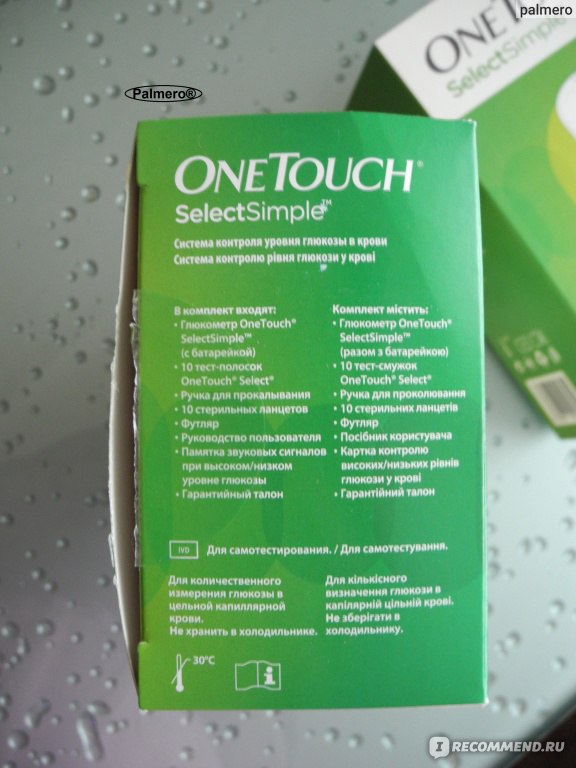 palmero
Palmero®
ONETOUCH
SelectSimple
ONETOUCH®
SelectSimple™
Система контроля уровня глюкозы в крови
Система контролю рівня глюкози у крові
В комплект входят:
• Глюкометр OneTouch®
SelectSimple™
(с батарейкой)
• 10 тест-полосок
OneTouch® Select®
• Ручка для прокалывания
• 10 стерильных ланцетов
• Футляр
• Руководство пользователя
• Памятка звуковых сигналов
при высоком/низком
уровне глюкозы
• Гарантийный талон
Комплект містить:
• Глюкометр OneTouch®
SelectSimple™
(разом з батарейкою)
• 10 тест-смужок
OneTouch® Select®
• Ручка для проколювання
• 10 стерильних ланцетів
• Футляр
• Посібник користувача
• Картка контролю
високих/низьких рівнів
глюкози у крові
• Гарантійний талон
IVD
Для самотестирования. / Для самотестування.
Для количественного
измерения глюкозы в
цельной капиллярной
крови.
Не хранить в холодильнике.
Для кількісного
визначення глюкози в
капілярній цільній крові.
Не зберігати в
холодильнику.
30°C
i
IRECOMMEND.RU